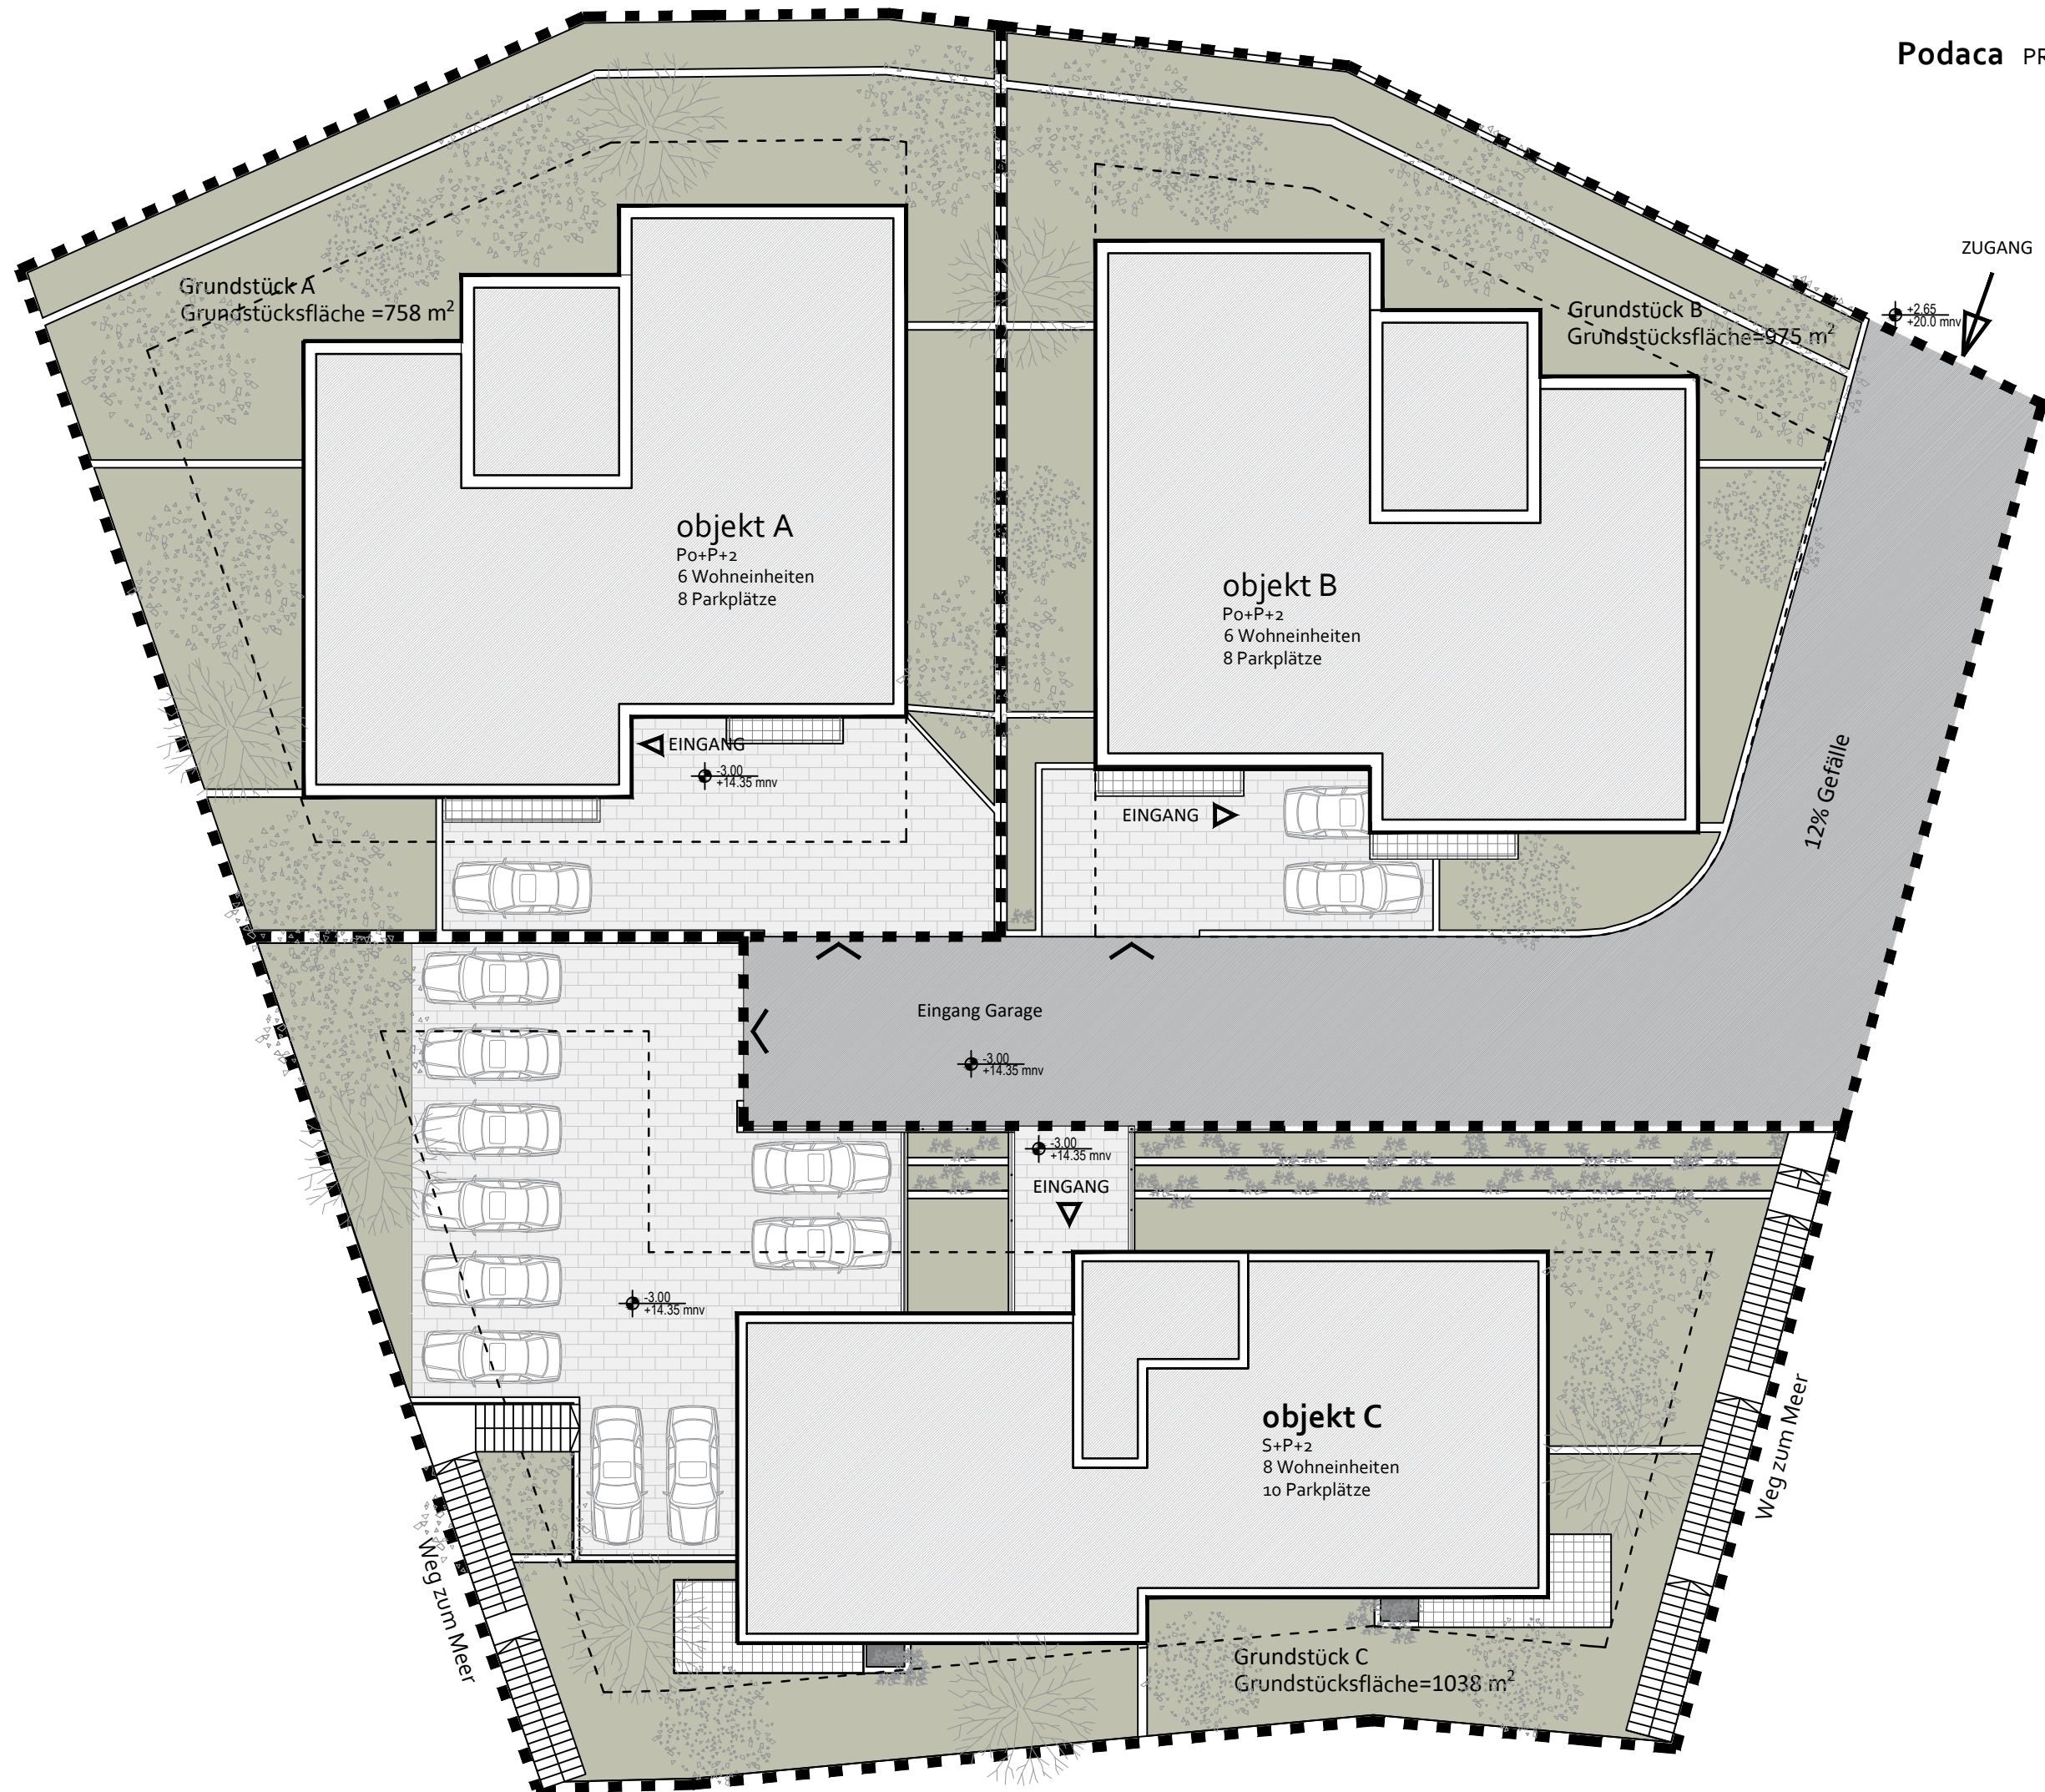 Podaca PR
ZUGANG
+2.65
+20.0 mnv
Grundstück A
Grundstücksfläche =758 m²
Grundstück B
Grundstücksfläche=975 m²
objekt A
P0+P+2
6 Wohneinheiten
8 Parkplätze
objekt B
P0+P+2
6 Wohneinheiten
8 Parkplätze
EINGANG
-3.00
+14.35 mnv
EINGANG
12% Gefälle
Eingang Garage
-3.00
+14.35 mnv
-3.00
+14.35 mnv
EINGANG
-3.00
+14.35 mnv
objekt C
S+P+2
8 Wohneinheiten
10 Parkplätze
Weg zum Meer
Weg zum Meer
Grundstück C
Grundstücksfläche=1038 m²